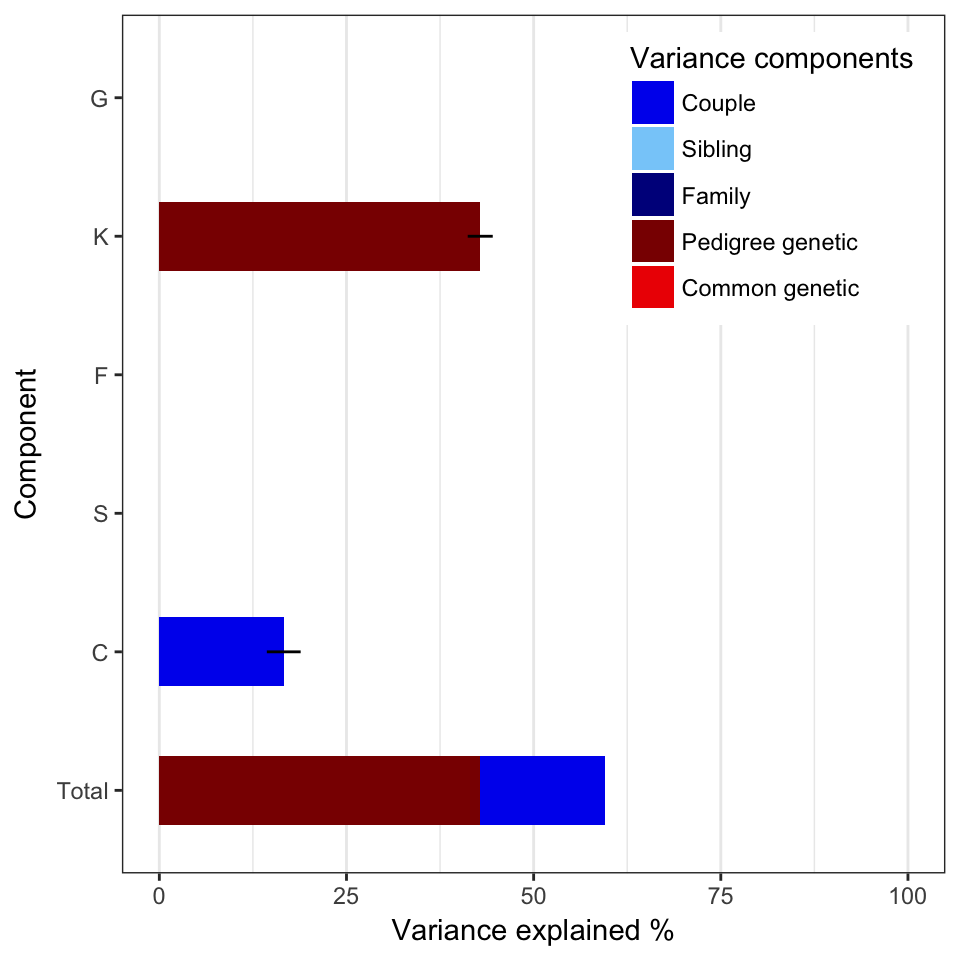 Variance components
Couple
Sibling
Family
Pedigree genetic
Common genetic
G
K
F
S
C
Total
Component
0 25 50 75 100
Variance explained %